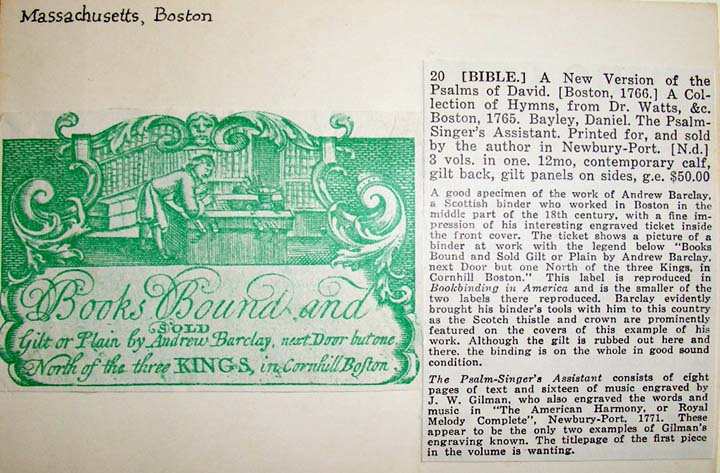 Massachusetts, Boston
Books Bound and
SOLD
Gilt or Plain by Andrew Barclay, next Door but one
North of the three KINGS, in Cornhill Boston
20 [BIBLE.] A New Version of the
Psalms of David. [Boston, 1766.] A Col-
lection of Hymns, from Dr. Watts, &c.
Boston, 1765. Bayley, Daniel. The Psalm-
Singer's Assistant. Printed for, and sold
by the author in Newbury-Port. [N.d.]
3 vols. in one. 12mo, contemporary calf,
gilt back, gilt panels on sides, g.e. $50.00
A good specimen of the work of Andrew Barclay,
a Scottish binder who worked in Boston in the
middle part of the 18th century, with a fine im-
pression of his interesting engraved ticket inside
the front cover. The ticket shows a picture of a
binder at work with the legend below "Books
Bound and Sold Gilt or Plain by Andrew Barclay,
next Door but one North of the three Kings, in
Cornhill Boston." This label is reproduced in
Bookbinding in America and is the smaller of the
two labels there reproduced. Barclay evidently
brought his binder's tools with him to this country
as the Scotch thistle and crown are prominently
featured on the covers of this example of his
work. Although the gilt is rubbed out here and
there, the binding is on the whole in good sound
condition.
The Psalm-Singer's Assistant consists of eight
pages of text and sixteen of music engraved by
J. W. Gilman, who also engraved the words and
music in "The American Harmony, or Royal
Melody Complete", Newbury-Port, 1771. These
appear to be the only two examples of Gilman's
engraving known. The titlepage of the first piece
in the volume is wanting.